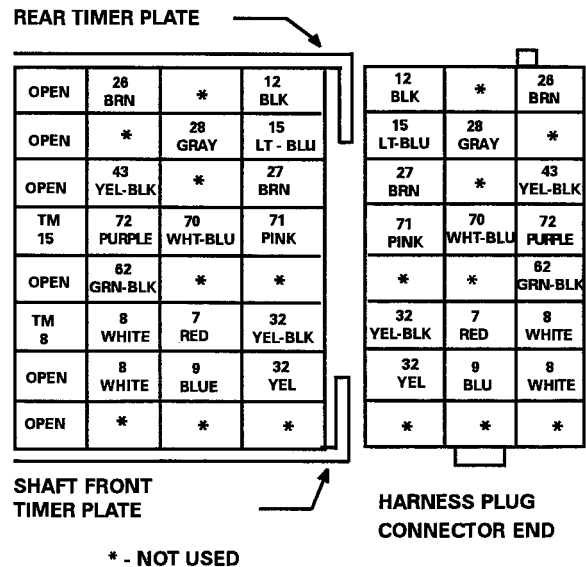 REAR TIMER PLATE
OPEN 26 BRN * 12 BLK
OPEN * 28 GRAY 15 LT - BLU
OPEN 43 YEL-BLK * 27 BRN
TM 15 72 PURPLE 70 WHT-BLU 71 PINK
OPEN 62 GRN-BLK * *
TM 8 8 WHITE 7 RED 32 YEL-BLK
OPEN 8 WHITE 9 BLUE 32 YEL
OPEN * * *
12 BLK * 26 BRN
15 LT-BLU 28 GRAY *
27 BRN * 43 YEL-BLK
71 PINK 70 WHT-BLU 72 PURPLE
* * 62 GRN-BLK
32 YEL-BLK 7 RED 8 WHITE
32 YEL 9 BLU 8 WHITE
* * *
SHAFT FRONT
TIMER PLATE
HARNESS PLUG
CONNECTOR END
* - NOT USED